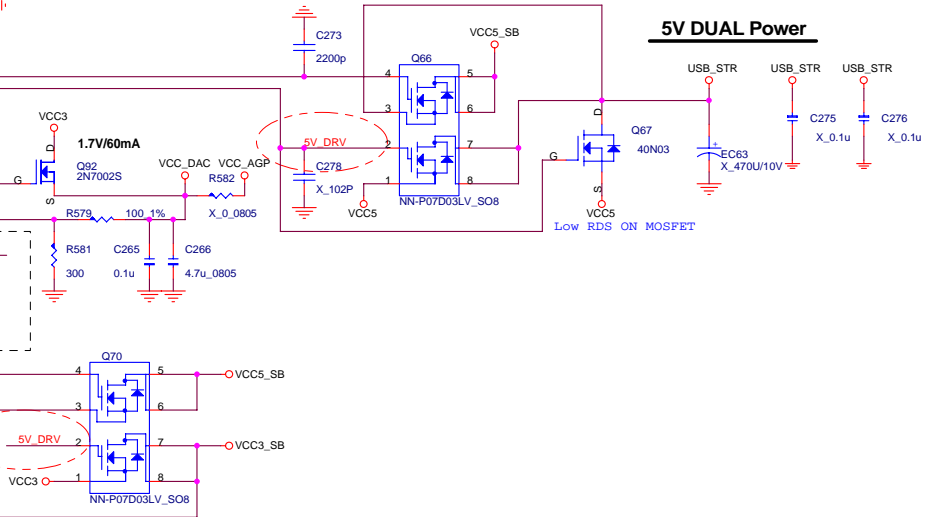 5V DUAL Power
C273
2200p
VCC5_SB
Q66
4
5
3
6
2
7
1
8
5V_DRV
C278
X_102P
VCC5
NN-P07D03LV_SO8
USB_STR
USB_STR
USB_STR
D
Q67
40N03
G
S
VCC5
Low RDS ON MOSFET
+
EC63
X_470U/10V
C275
X_0.1u
C276
X_0.1u
VCC3
1.7V/60mA
D
Q92
2N7002S
G
S
VCC_DAC
VCC_AGP
R582
X_0_0805
R579
100_1%
R581
300
C265
0.1u
C266
4.7u_0805
Q70
4
5
VCC5_SB
3
6
5V_DRV
2
7
VCC3_SB
VCC3
1
8
NN-P07D03LV_SO8